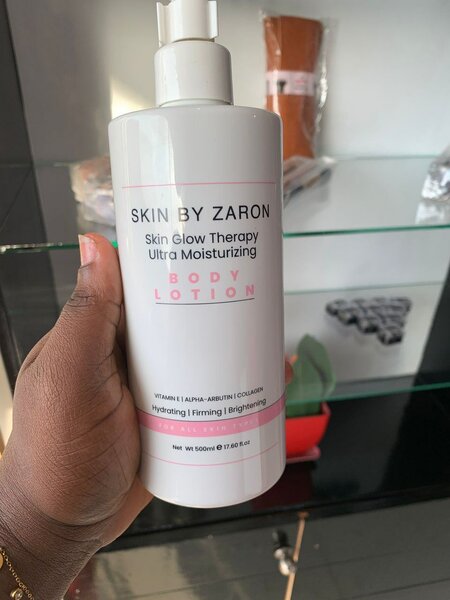 SKIN BY ZARON
Skin Glow Therapy
Ultra Moisturizing
BODY
LOTION
VITAMIN E | ALPHA-ARBUTIN | COLLAGEN
Hydrating | Firming | Brightening
FOR ALL SKIN TYPES
Net Wt 500ml ℮ 17.60 fl.oz